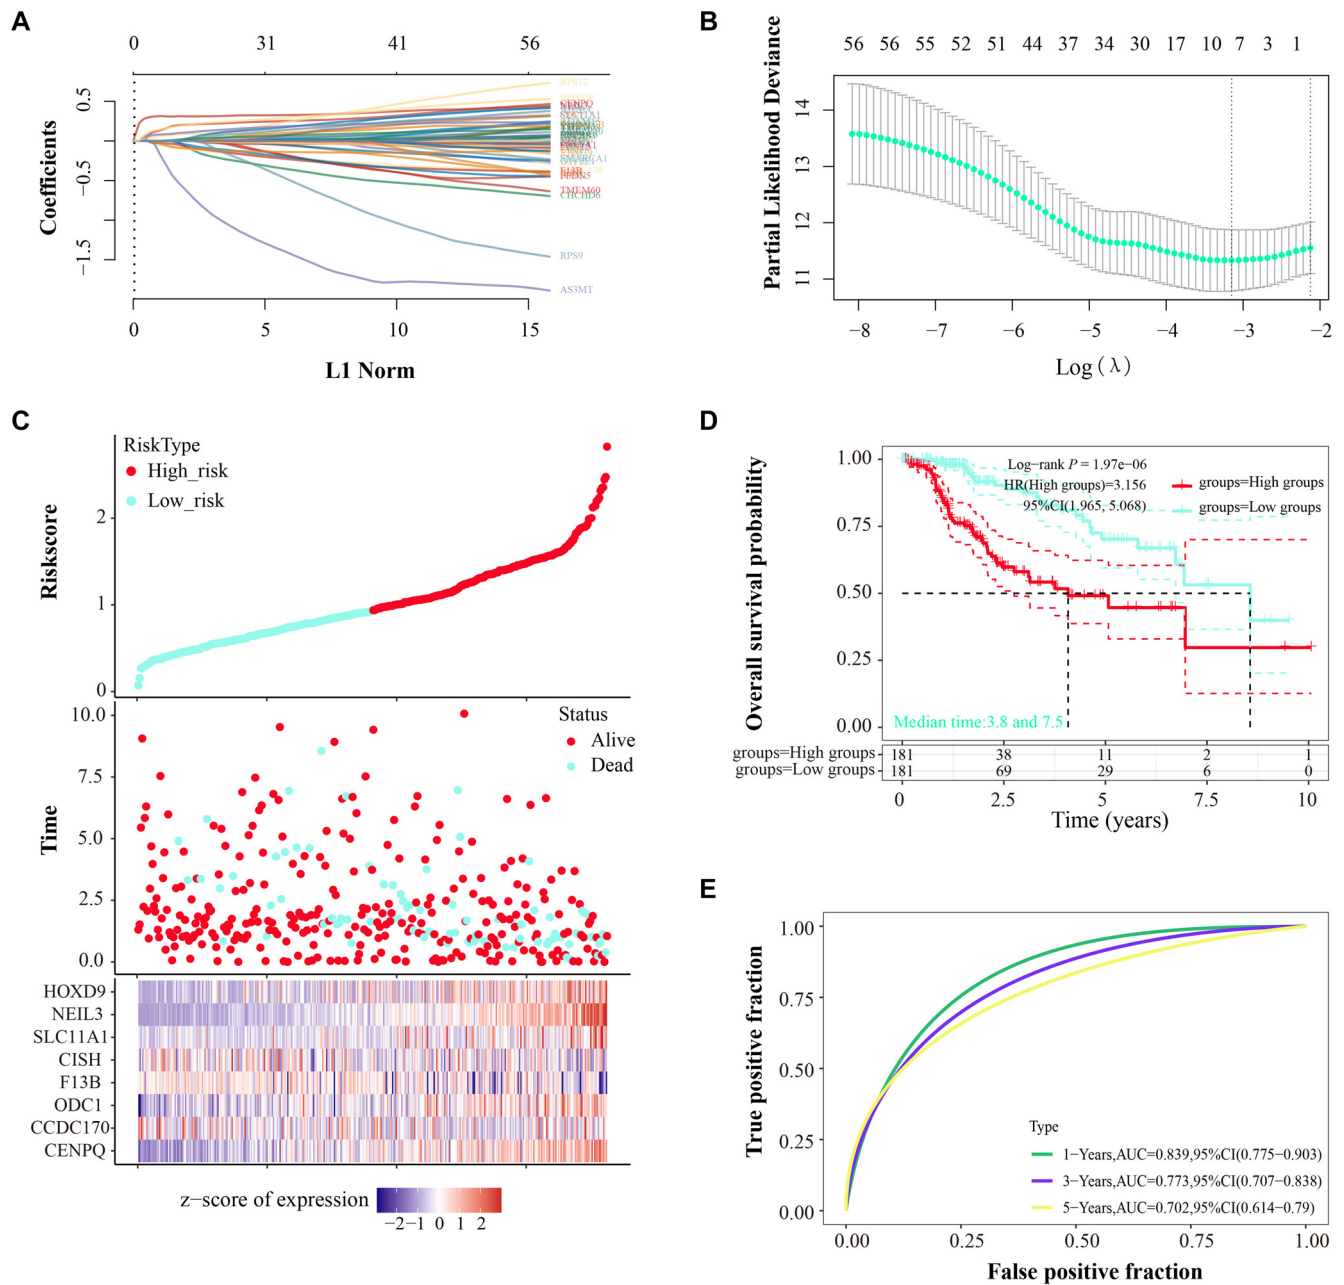 A
0 31 41 56
Coefficients
0.5
−0.5
−1.5
RPS12
CENPQ
SLC11A1
SMARCA1
F13B
PFDN5
TMEM60
CHCHD6
RPS9
AS3MT
0 5 10 15
L1 Norm
B
56 56 55 52 51 44 37 34 30 17 10 7 3 1
Partial Likelihood Deviance
14
13
12
11
−8 −7 −6 −5 −4 −3 −2
Log(λ)
C
RiskType
High_risk
Low_risk
Riskscore
2
1
0
Status
Alive
Dead
Time
10.0
7.5
5.0
2.5
0.0
HOXD9
NEIL3
SLC11A1
CISH
F13B
ODC1
CCDC170
CENPQ
z−score of expression
−2 −1 0 1 2
D
Overall survival probability
1.00
0.75
0.50
0.25
0.00
Log−rank P = 1.97e−06
HR(High groups)=3.156
95%CI(1.965, 5.068)
groups=High groups
groups=Low groups
Median time:3.8 and 7.5
groups=High groups 181 38 11 2 1
groups=Low groups 181 69 29 6 0
0 2.5 5 7.5 10
Time (years)
E
True positive fraction
1.00
0.75
0.50
0.25
0.00
Type
1−Years,AUC=0.839,95%CI(0.775−0.903)
3−Years,AUC=0.773,95%CI(0.707−0.838)
5−Years,AUC=0.702,95%CI(0.614−0.79)
0.00 0.25 0.50 0.75 1.00
False positive fraction